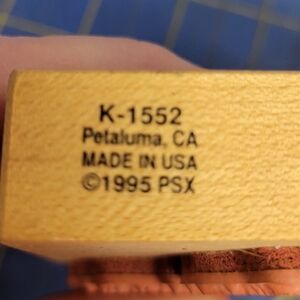 K-1552
Petaluma, CA
MADE IN USA
©1995 PSX